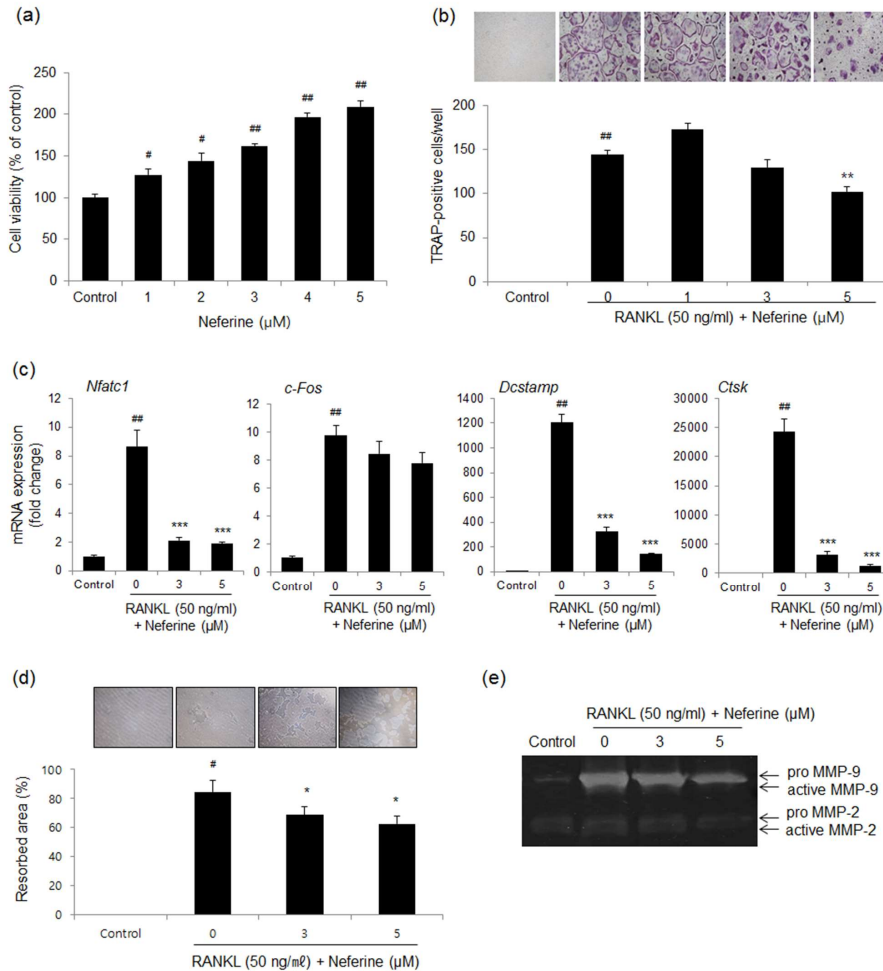 (a)
Cell viability (% of control)
250
200
150
100
50
0
#
#
##
##
##
Control 1 2 3 4 5
Neferine (μM)
(b)
TRAP-positive cells/well
200
150
100
50
0
##
**
Control 0 1 3 5
RANKL (50 ng/ml) + Neferine (μM)
(c)
mRNA expression
(fold change)
Nfatc1
12
10
8
6
4
2
0
##
***
***
Control 0 3 5
RANKL (50 ng/ml)
+ Neferine (μM)
c-Fos
12
10
8
6
4
2
0
##
Control 0 3 5
RANKL (50 ng/ml)
+ Neferine (μM)
Dcstamp
1400
1200
1000
800
600
400
200
0
##
***
***
Control 0 3 5
RANKL (50 ng/ml)
+ Neferine (μM)
Ctsk
30000
25000
20000
15000
10000
5000
0
##
***
***
Control 0 3 5
RANKL (50 ng/ml)
+ Neferine (μM)
(d)
Resorbed area (%)
100
80
60
40
20
0
#
*
*
Control 0 3 5
RANKL (50 ng/㎖) + Neferine (μM)
(e)
RANKL (50 ng/ml) + Neferine (μM)
Control 0 3 5
pro MMP-9
active MMP-9
pro MMP-2
active MMP-2